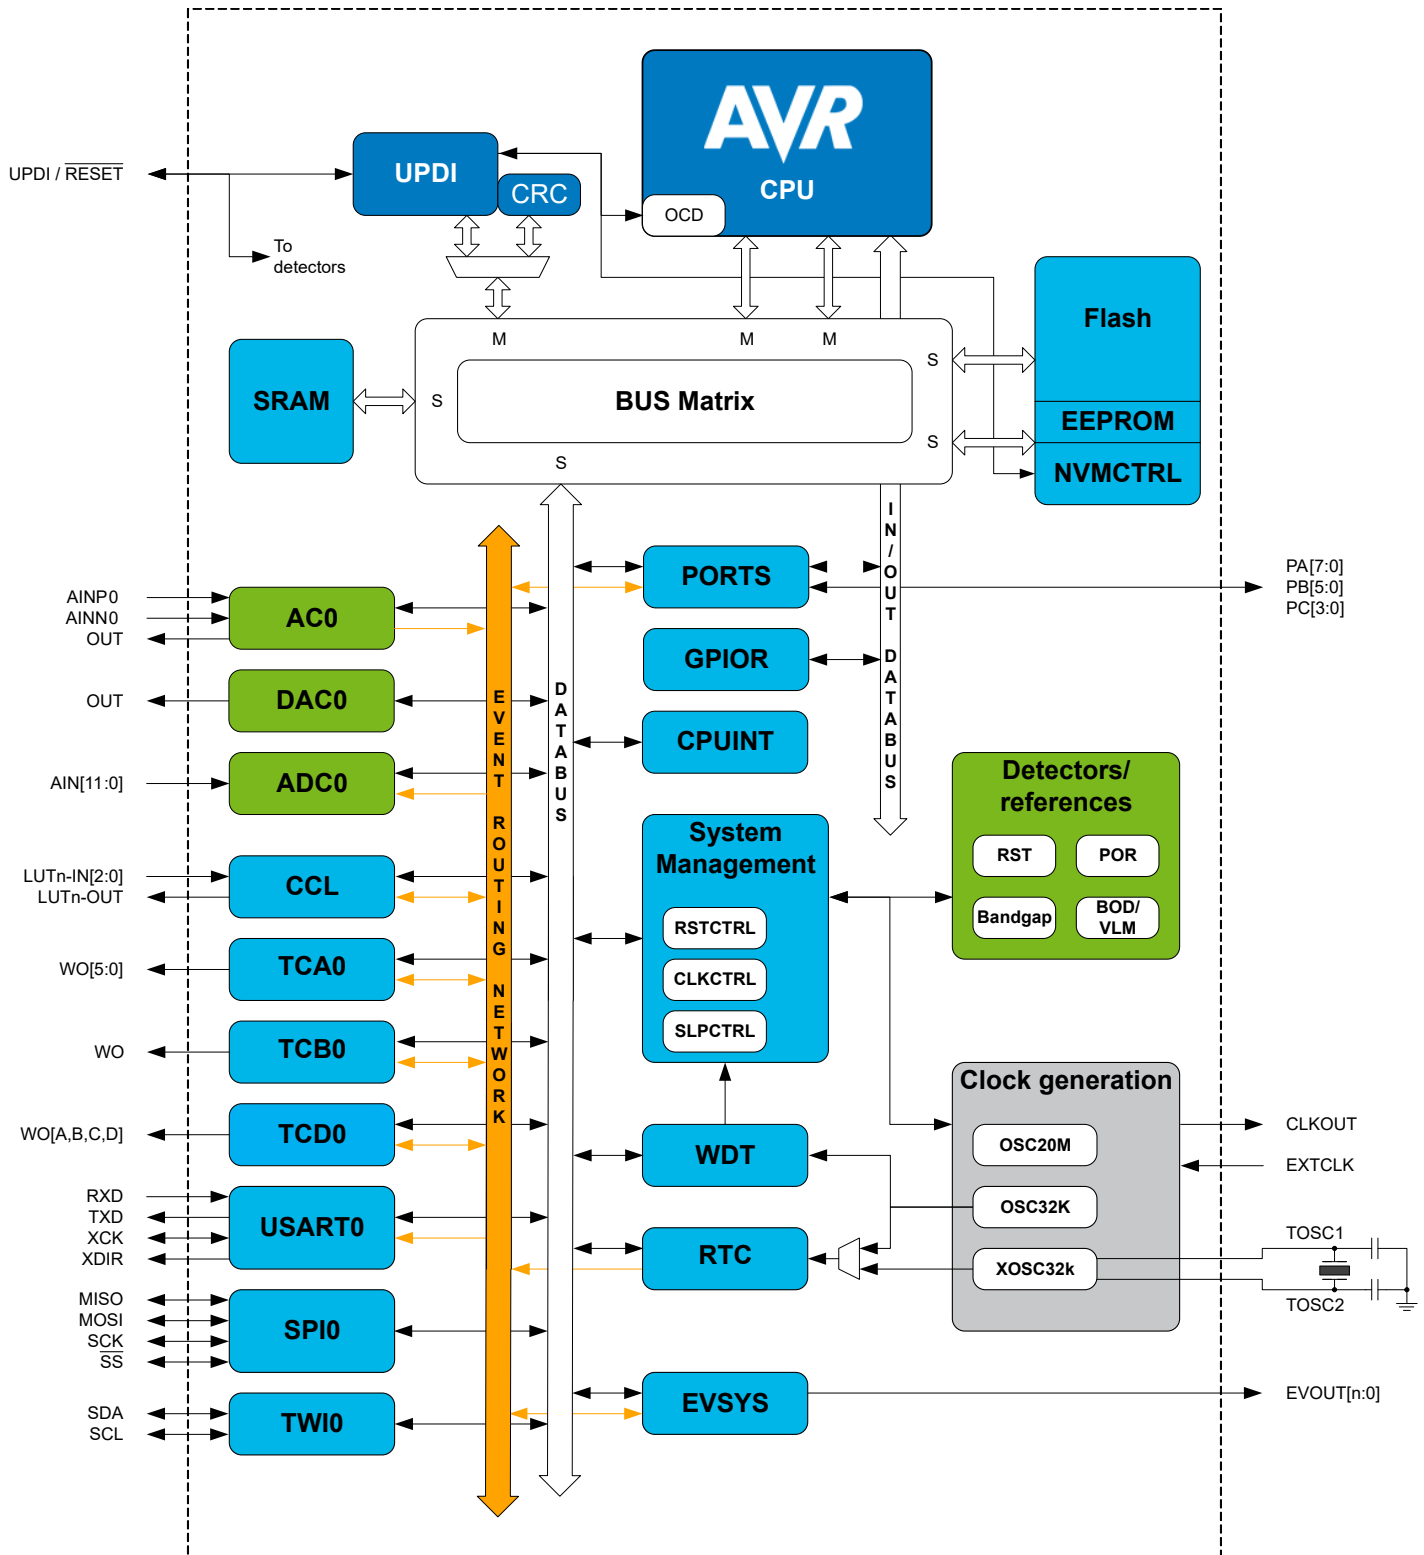 AVR
CPU
OCD
UPDI
CRC
UPDI / RESET
To
detectors
M
M
M
S
S
S
S
BUS Matrix
SRAM
Flash
EEPROM
NVMCTRL
IN/OUT DATABUS
DATABUS
EVENT ROUTING NETWORK
AINP0
AINN0
OUT
AC0
OUT
DAC0
AIN[11:0]
ADC0
LUTn-IN[2:0]
LUTn-OUT
CCL
WO[5:0]
TCA0
WO
TCB0
WO[A,B,C,D]
TCD0
RXD
TXD
XCK
XDIR
USART0
MISO
MOSI
SCK
SS
SPI0
SDA
SCL
TWI0
PORTS
GPIOR
CPUINT
PA[7:0]
PB[5:0]
PC[3:0]
System
Management
RSTCTRL
CLKCTRL
SLPCTRL
Detectors/
references
RST
POR
Bandgap
BOD/
VLM
WDT
RTC
EVSYS
Clock generation
OSC20M
OSC32K
XOSC32k
CLKOUT
EXTCLK
TOSC1
TOSC2
EVOUT[n:0]